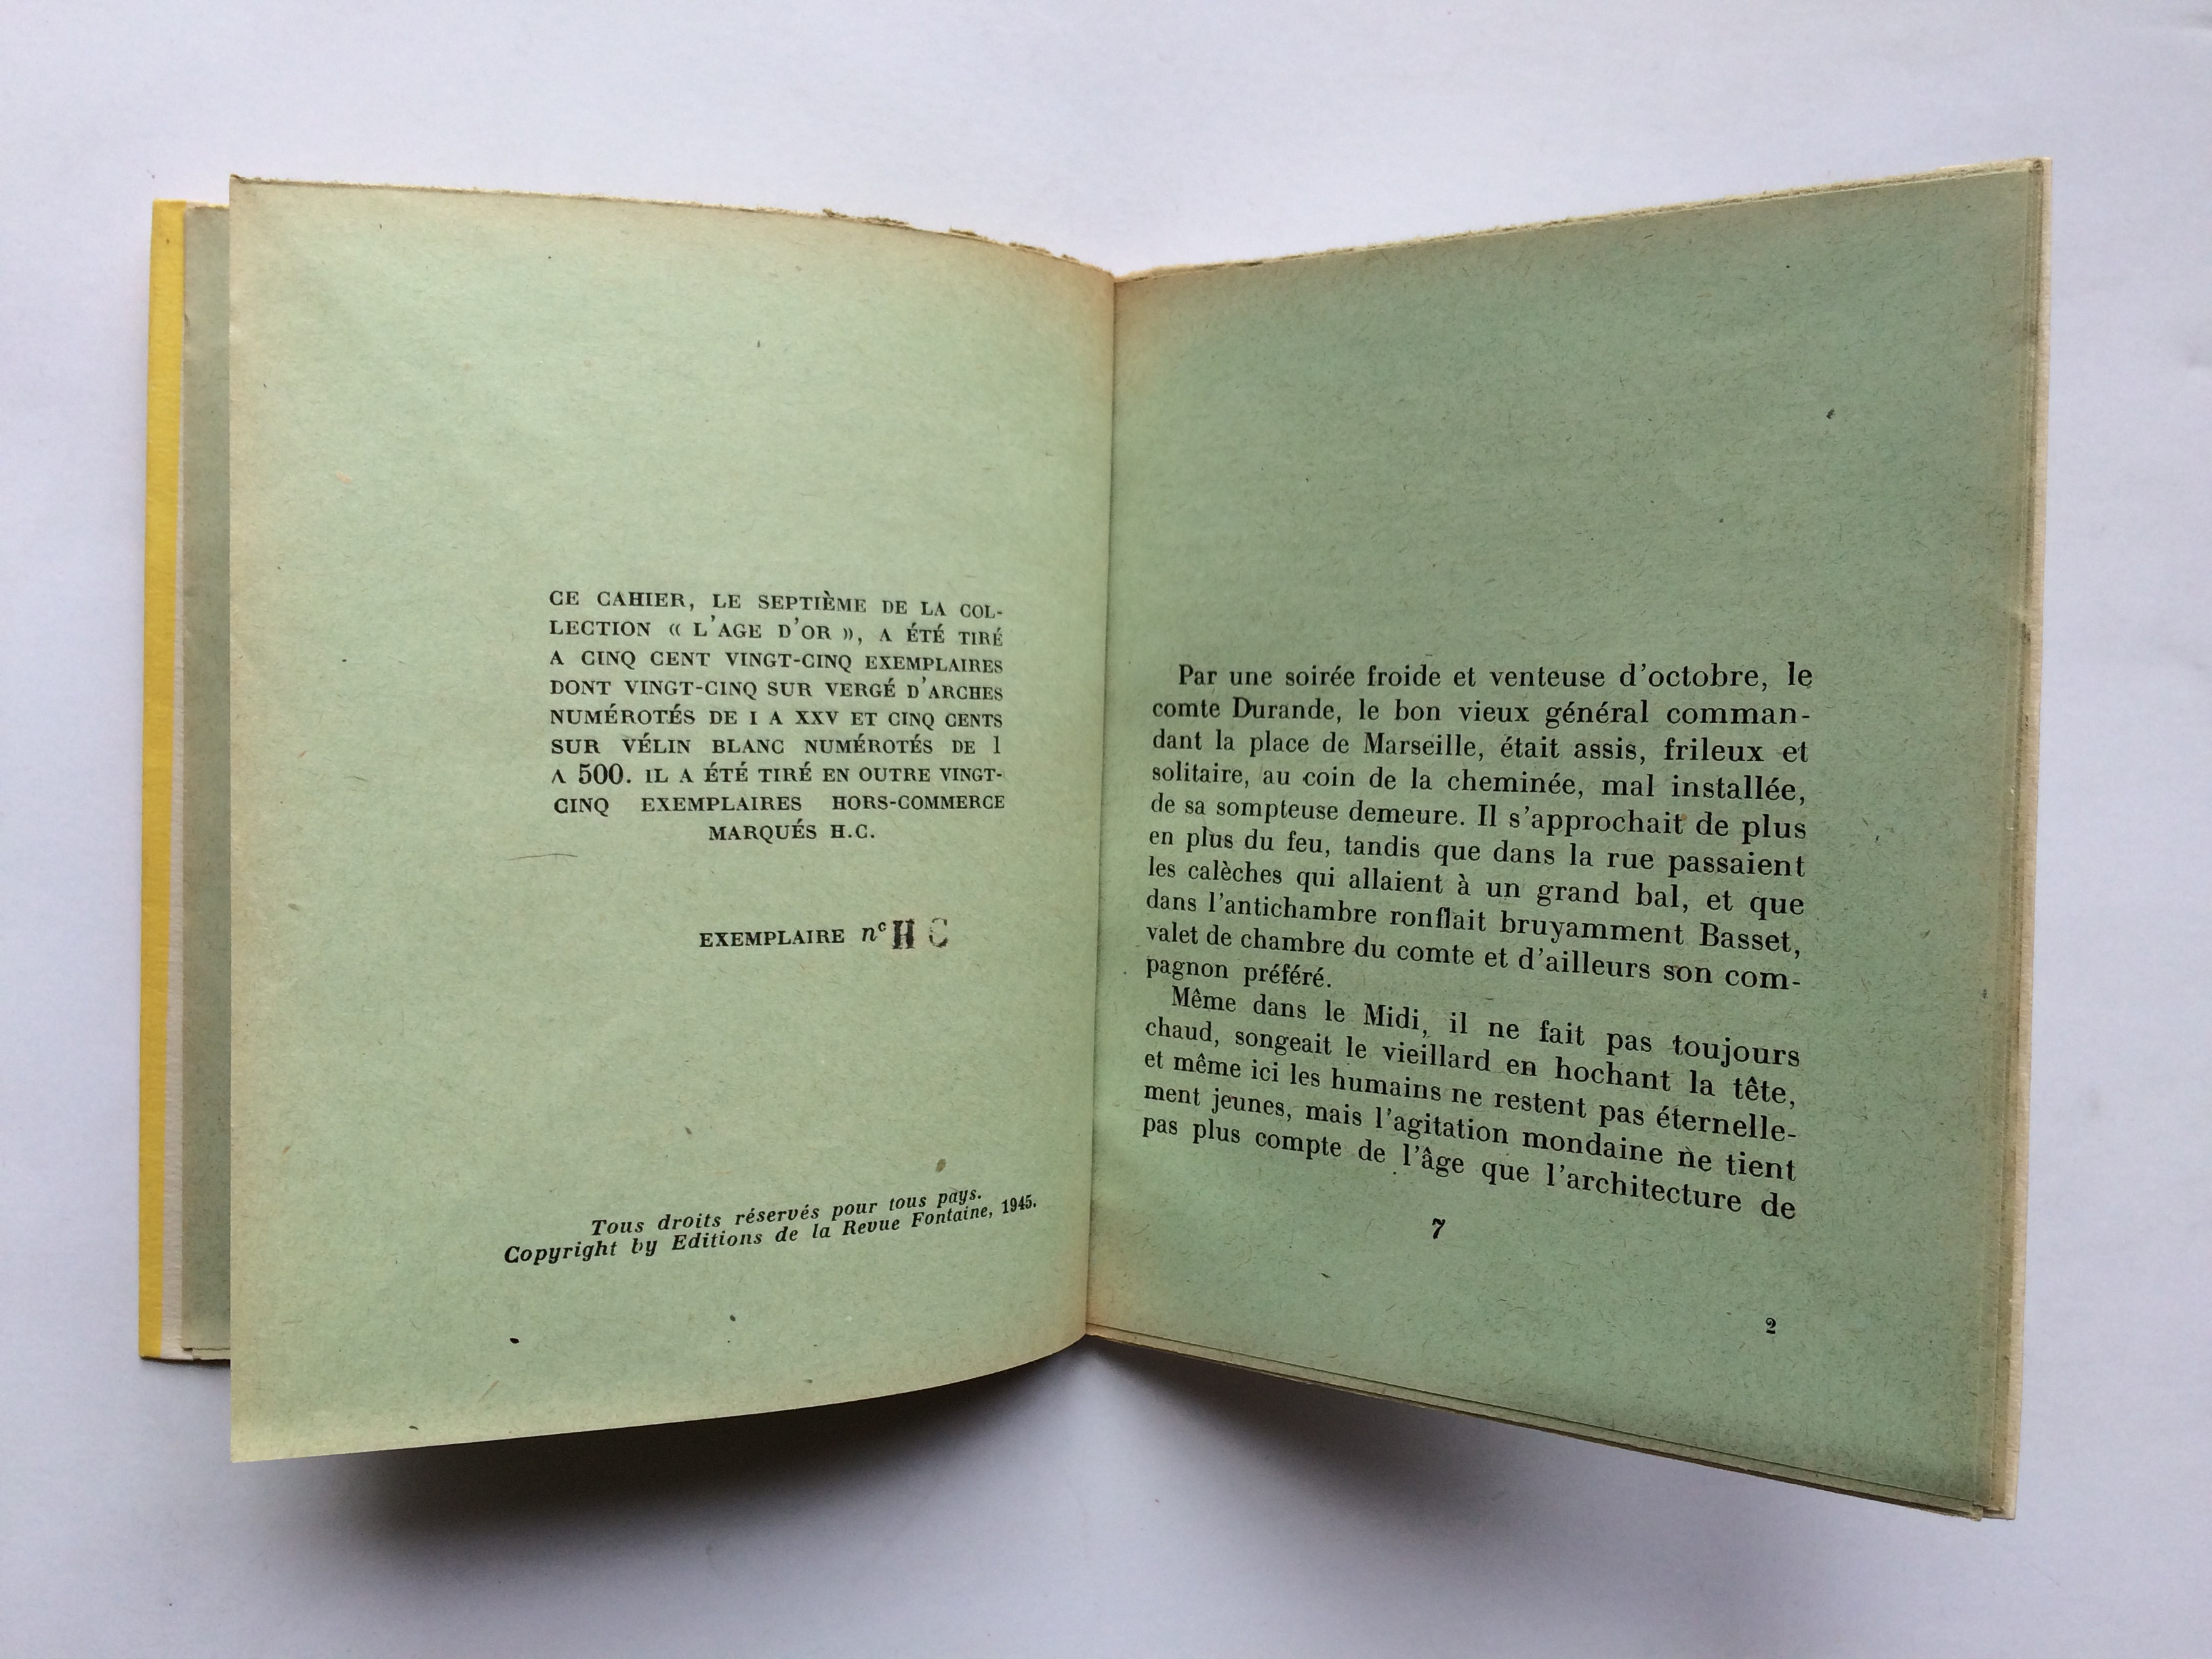 CE CAHIER, LE SEPTIÈME DE LA COL-
LECTION « L'AGE D'OR », A ÉTÉ TIRÉ
A CINQ CENT VINGT-CINQ EXEMPLAIRES
DONT VINGT-CINQ SUR VERGÉ D'ARCHES
NUMÉROTÉS DE I A XXV ET CINQ CENTS
SUR VÉLIN BLANC NUMÉROTÉS DE 1
A 500. IL A ÉTÉ TIRÉ EN OUTRE VINGT-
CINQ EXEMPLAIRES HORS-COMMERCE
MARQUÉS H.C.
EXEMPLAIRE nº H C
Tous droits réservés pour tous pays.
Copyright by Editions de la Revue Fontaine, 1945.
Par une soirée froide et venteuse d'octobre, le
comte Durande, le bon vieux général comman-
dant la place de Marseille, était assis, frileux et
solitaire, au coin de la cheminée, mal installée,
de sa sompteuse demeure. Il s'approchait de plus
en plus du feu, tandis que dans la rue passaient
les calèches qui allaient à un grand bal, et que
dans l'antichambre ronflait bruyamment Basset,
valet de chambre du comte et d'ailleurs son com-
pagnon préféré.
Même dans le Midi, il ne fait pas toujours
chaud, songeait le vieillard en hochant la tête,
et même ici les humains ne restent pas éternelle-
ment jeunes, mais l'agitation mondaine ne tient
pas plus compte de l'âge que l'architecture de
7
2